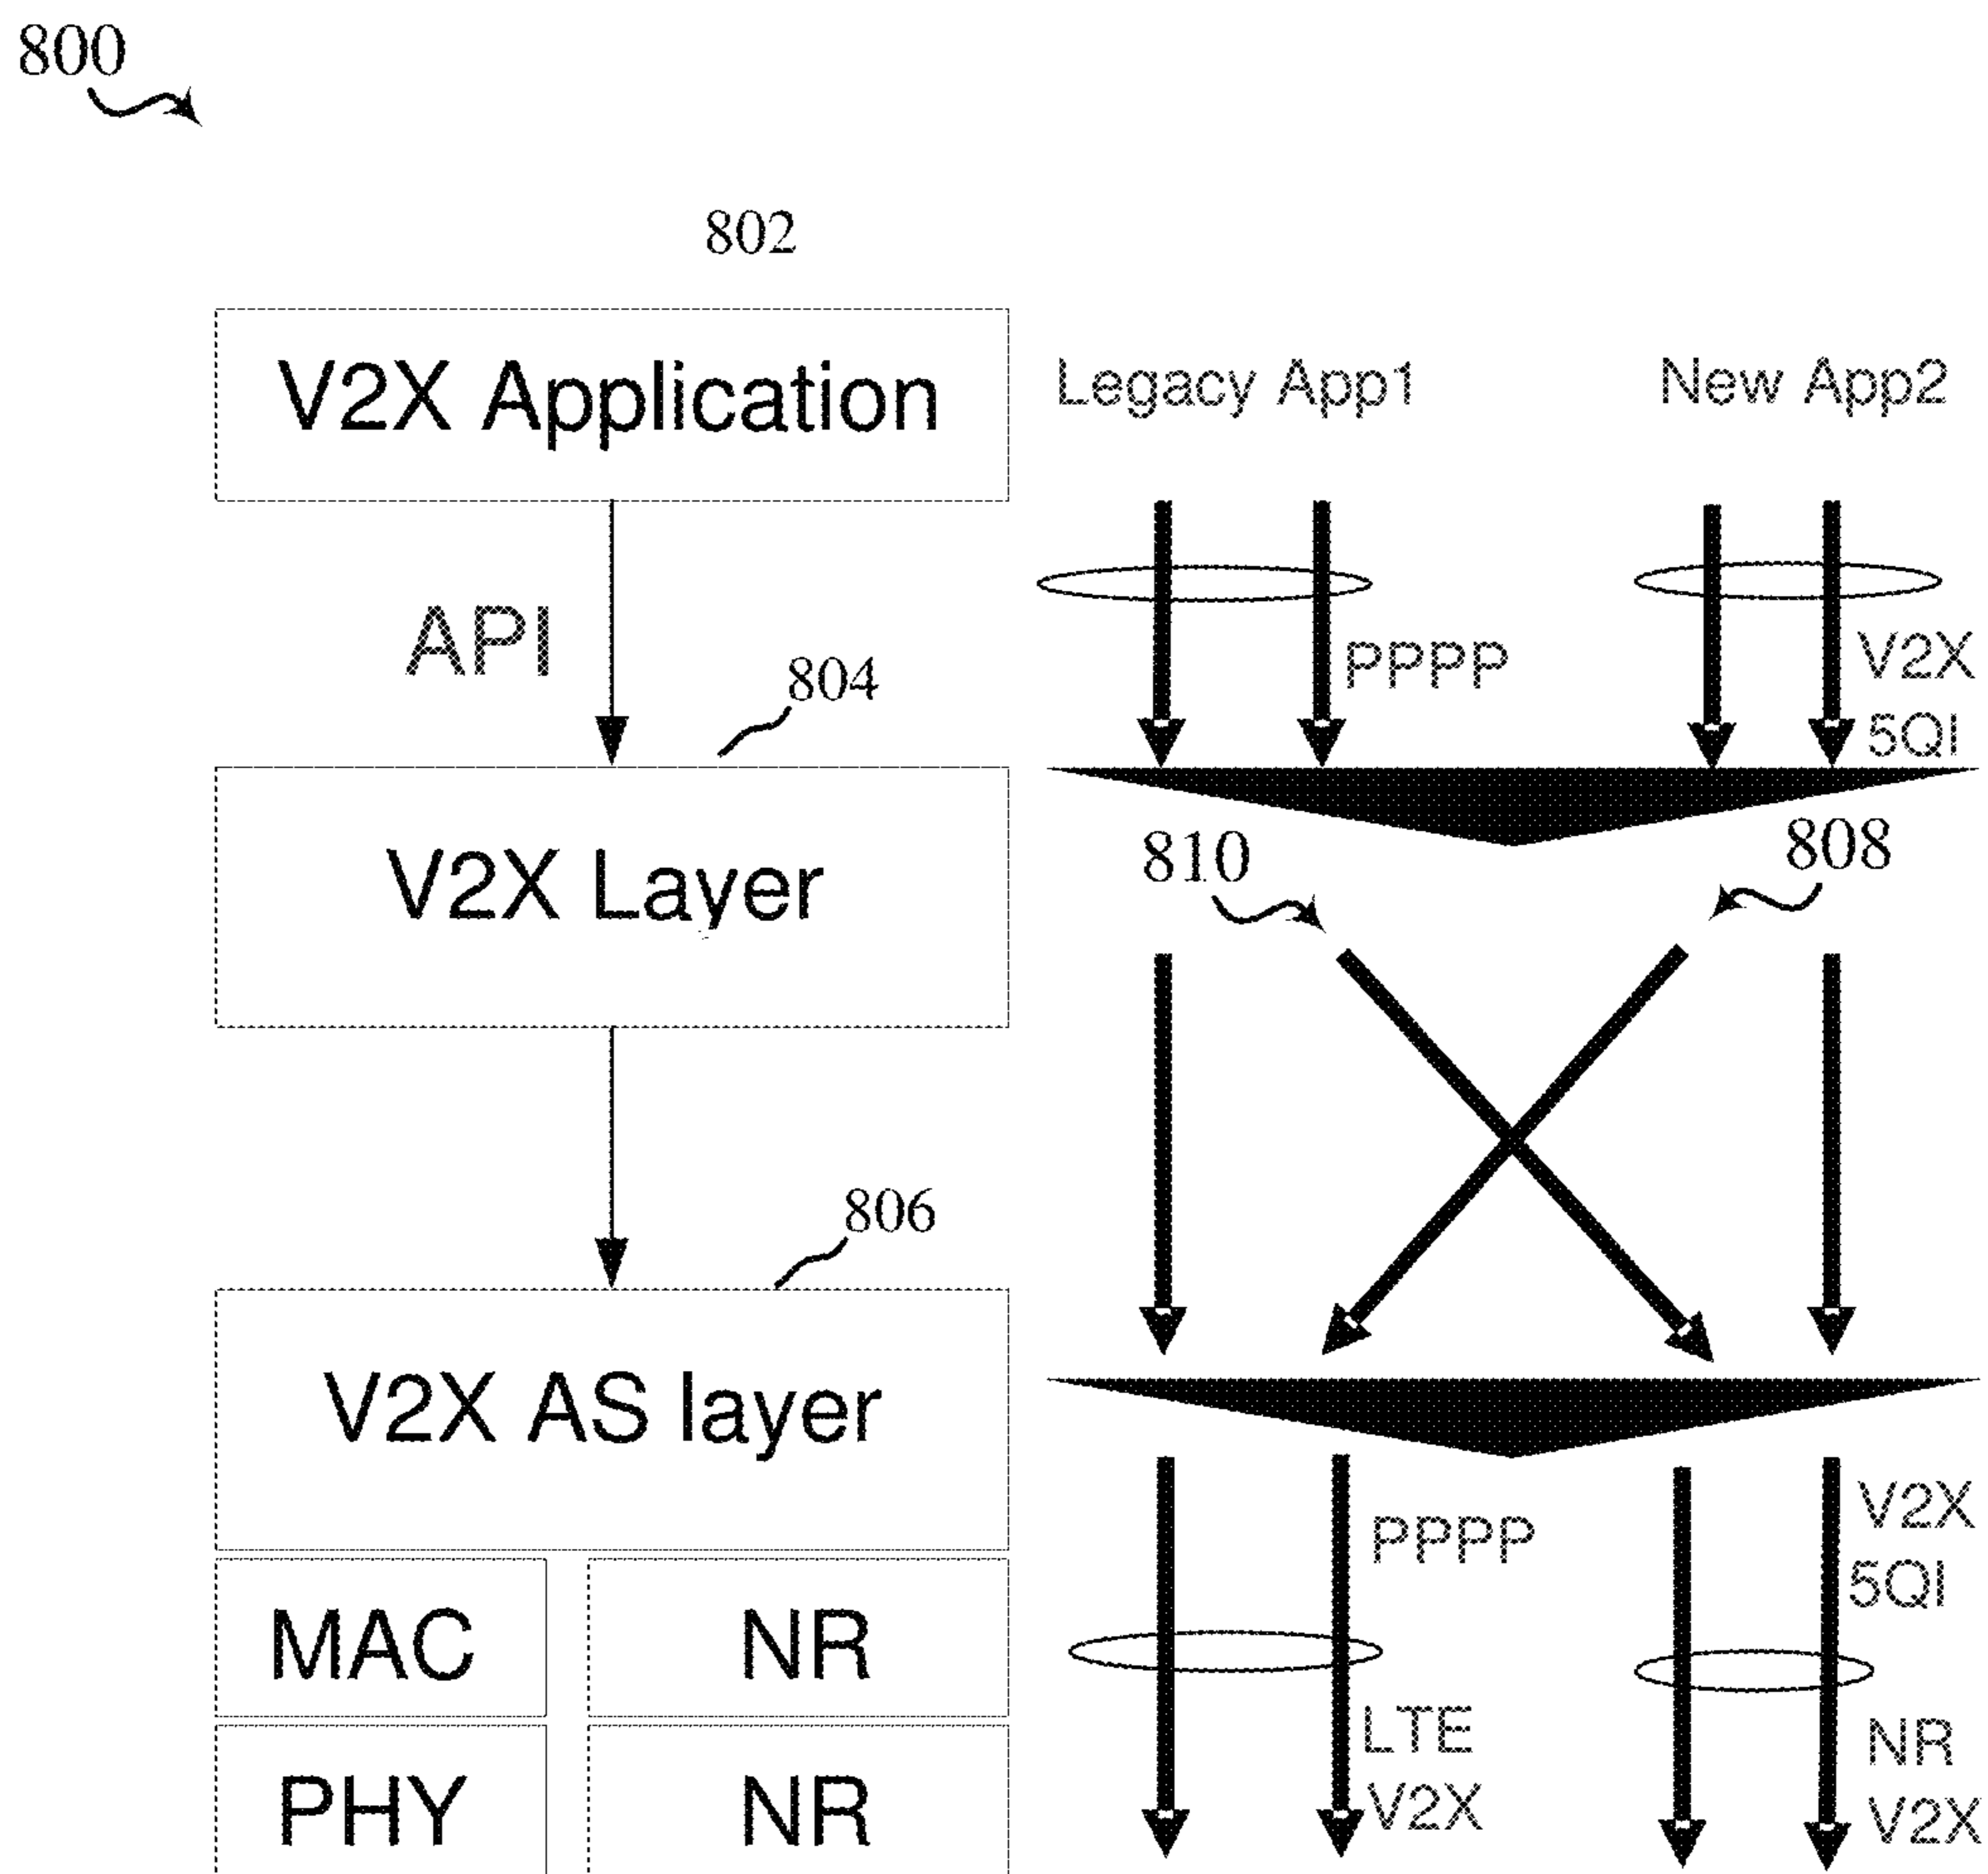 800
802
V2X Application
Legacy App1
New App2
API
804
PPPP
V2X
5QI
V2X Layer
810
808
806
V2X AS layer
PPPP
V2X
5QI
MAC
NR
LTE
V2X
NR
V2X
PHY
NR